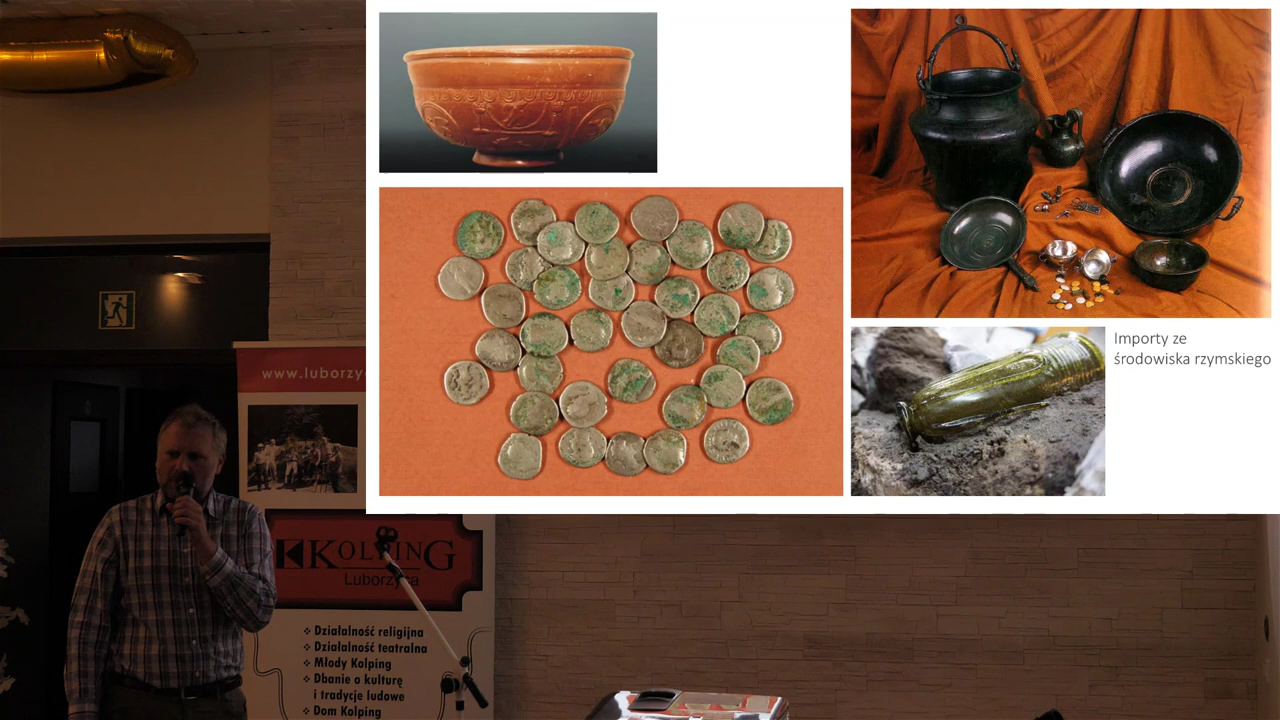 Importy ze
środowiska rzymskiego
www.luborzyc
KOLPING
Luborzyca
❖ Działalność religijna
❖ Działalność teatralna
❖ Młody Kolping
❖ Dbanie o kulturę
i tradycje ludowe
❖ Dom Kolping